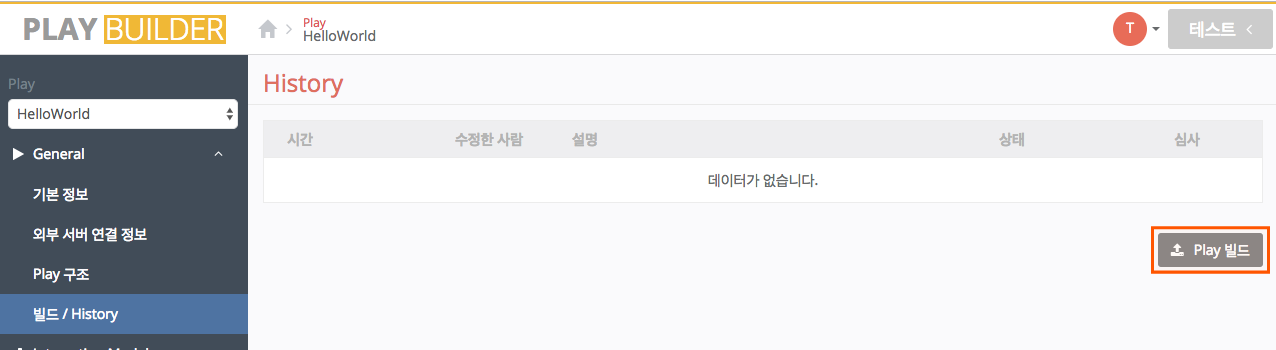 PLAY BUILDER
Play
HelloWorld
T
테스트
Play
HelloWorld
General
기본 정보
외부 서버 연결 정보
Play 구조
빌드 / History
History
시간 수정한 사람 설명 상태 심사
데이터가 없습니다.
Play 빌드